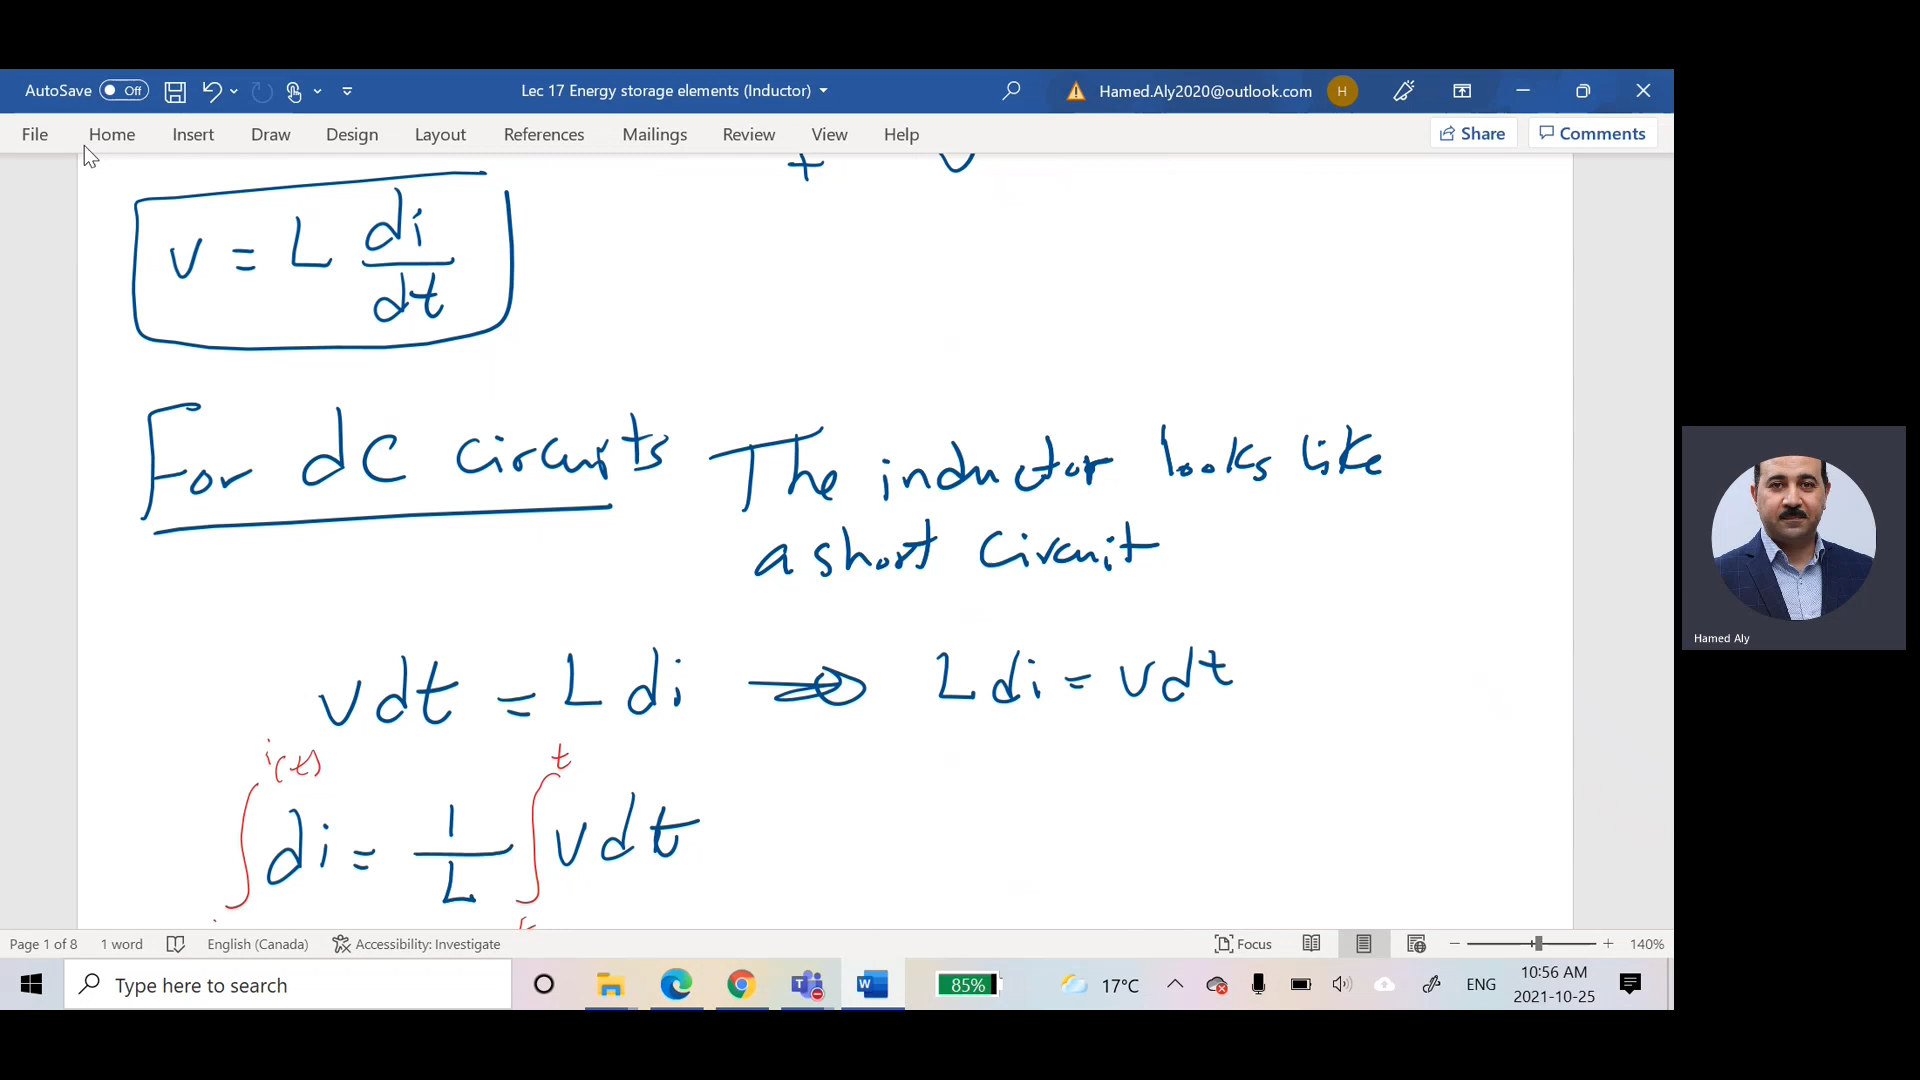 AutoSave Off Lec 17 Energy storage elements (Inductor) Hamed.Aly2020@outlook.com H
File Home Insert Draw Design Layout References Mailings Review View Help Share Comments
+ v
v = L di/dt
For dc circuits The inductor looks like
a short circuit
vdt = L di → L di = vdt
i(t) t
∫ di = 1/L ∫ vdt
Hamed Aly
Page 1 of 8 1 word English (Canada) Accessibility: Investigate Focus 140%
Type here to search 85% 17°C ENG 10:56 AM
2021-10-25